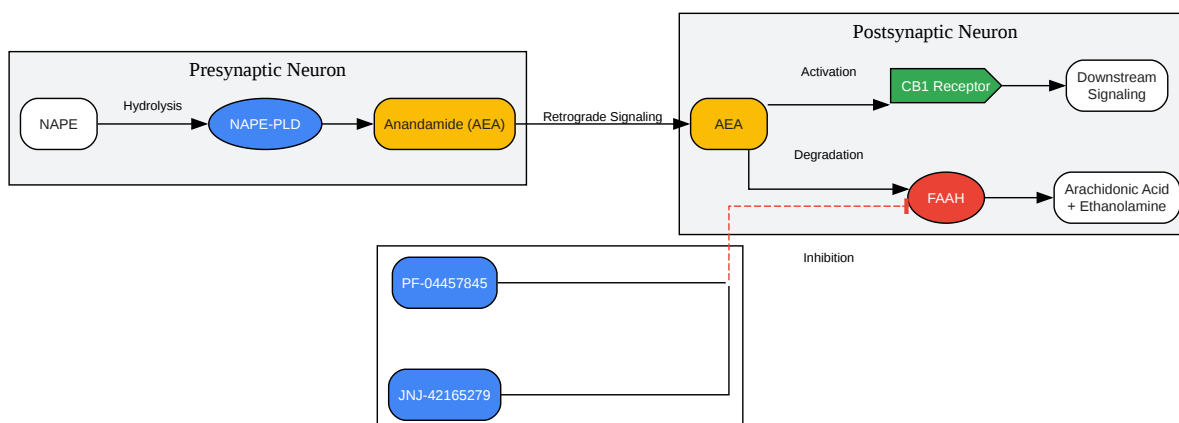 Postsynaptic Neuron
Presynaptic Neuron
Activation
CB1 Receptor
Downstream
Signaling
NAPE
Hydrolysis
NAPE-PLD
Anandamide (AEA)
Retrograde Signaling
AEA
Degradation
FAAH
Arachidonic Acid
+ Ethanolamine
Inhibition
PF-04457845
JNJ-42165279